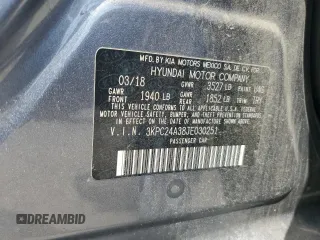 MFD. BY KIA MOTORS MEXICO S.A. DE C.V. FOR
HYUNDAI MOTOR COMPANY
03/18 GVWR 3527 LB PAINT
GAWR FRONT 1940 LB GAWR REAR 1852 LB TRIM
THIS VEHICLE CONFORMS TO ALL APPLICABLE
U.S. FEDERAL MOTOR VEHICLE SAFETY, BUMPER,
AND THEFT PREVENTION STANDARDS IN EFFECT
ON THE DATE OF MANUFACTURE SHOWN ABOVE.
V.I.N. 3KPC24A38JE030251
PASSENGER CAR
DREAMBID